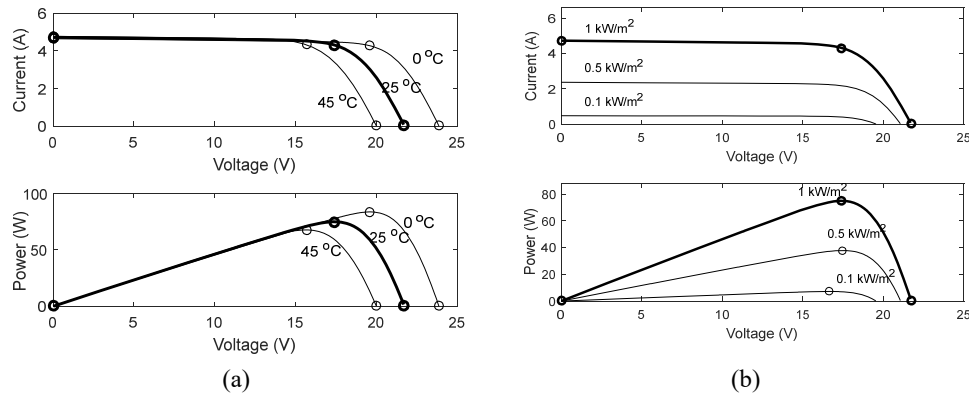 6
4
2
0
Current (A)
0 °C
25 °C
45 °C
0 5 10 15 20 25
Voltage (V)
100
50
0
Power (W)
0 °C
25 °C
45 °C
0 5 10 15 20 25
Voltage (V)
(a)
6
4
2
0
Current (A)
1 kW/m²
0.5 kW/m²
0.1 kW/m²
0 5 10 15 20 25
Voltage (V)
80
60
40
20
0
Power (W)
1 kW/m²
0.5 kW/m²
0.1 kW/m²
0 5 10 15 20 25
Voltage (V)
(b)